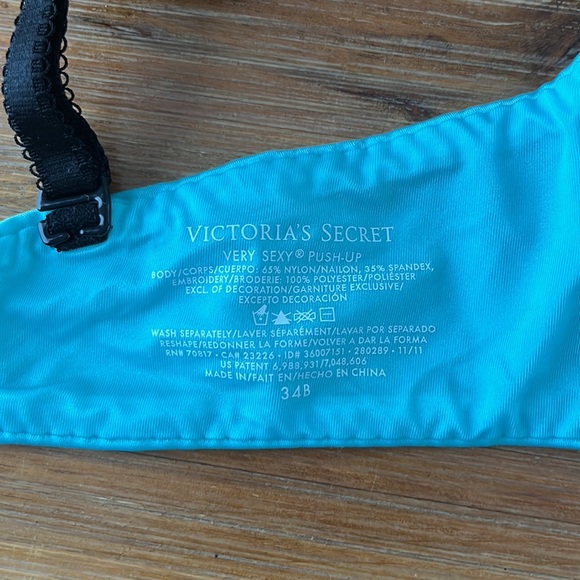 VICTORIA'S SECRET
VERY SEXY® PUSH-UP
BODY/CORPS/CUERPO: 65% NYLON/NAILON, 35% SPANDEX,
EMBROIDERY/BRODERIE: 100% POLYESTER/POLIÉSTER
EXCL. OF DECORATION/GARNITURE EXCLUSIVE/
EXCEPTO DECORACIÓN
WASH SEPARATELY/LAVER SÉPARÉMENT/LAVAR POR SEPARADO
RESHAPE/REDONNER LA FORME/VOLVER A DAR LA FORMA
RN# 70817 • CA# 23226 • ID# 36007151 • 280289 • 11/11
US PATENT 6,988,931/7,048,606
MADE IN/FAIT EN/HECHO EN CHINA
34B